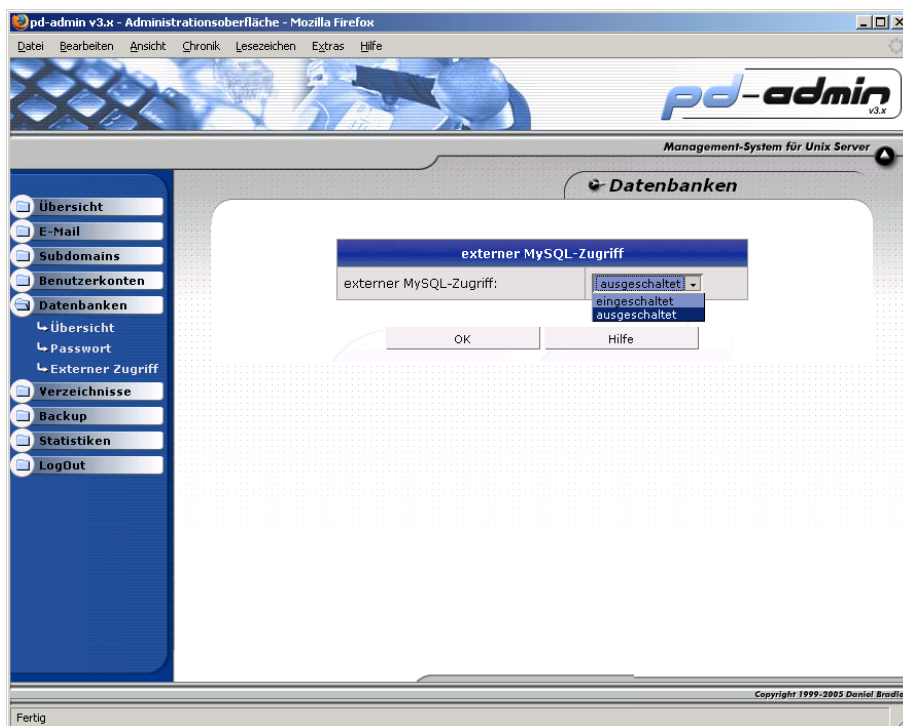 pd-admin v3.x - Administrationsoberfläche - Mozilla Firefox
Datei Bearbeiten Ansicht Chronik Lesezeichen Extras Hilfe
pd-admin
v3.x
Management-System für Unix Server
Datenbanken
Übersicht
E-Mail
Subdomains
Benutzerkonten
Datenbanken
Übersicht
Passwort
Externer Zugriff
Verzeichnisse
Backup
Statistiken
LogOut
externer MySQL-Zugriff
externer MySQL-Zugriff: ausgeschaltet
eingeschaltet
ausgeschaltet
OK Hilfe
Copyright 1999-2005 Daniel Bradle
Fertig